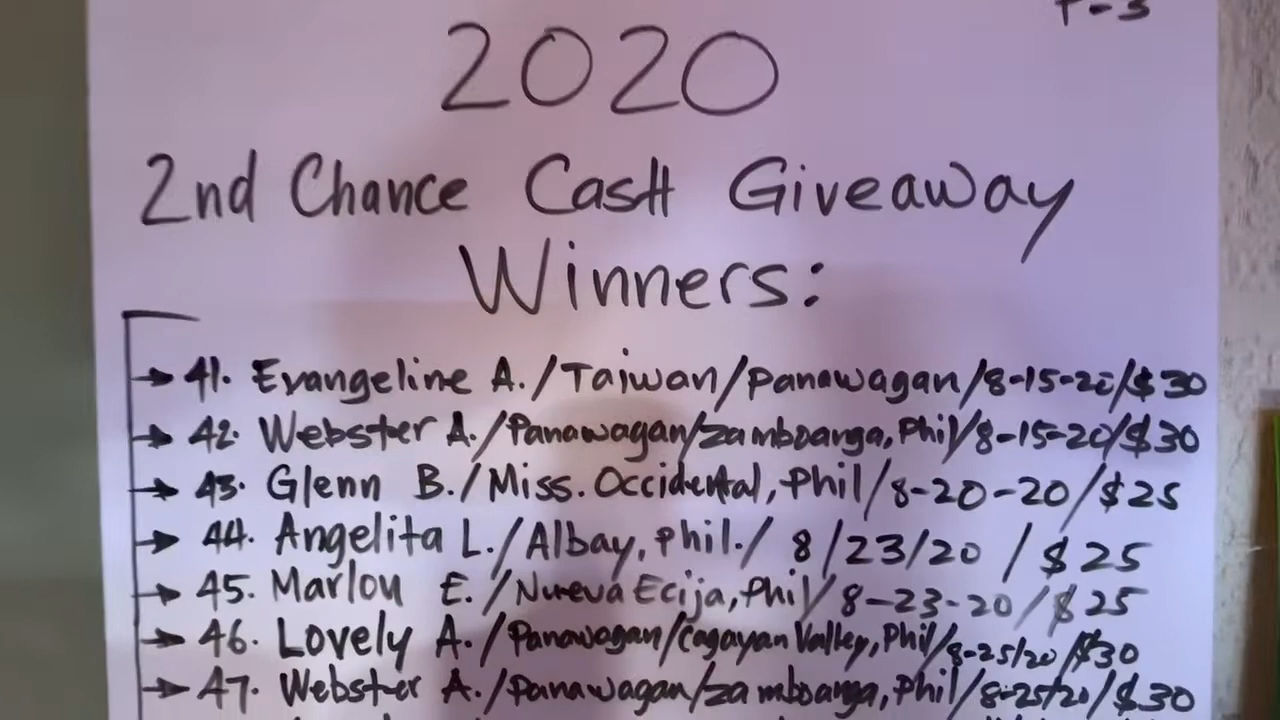 P-3
2020
2nd Chance Cash Giveaway
Winners:
→ 41. Evangeline A./Taiwan/Panawagan/8-15-20/$30
→ 42. Webster A./Panawagan/Zamboanga, Phil/8-15-20/$30
→ 43. Glenn B./Miss. Occidental, Phil/8-20-20/$25
→ 44. Angelita L./Albay, Phil./ 8/23/20 / $25
→ 45. Marlou E./Nureva Ecija, Phil/ 8-23-20/$25
→ 46. Lovely A./Panawagan/Cagayan Valley, Phil/8-25/20/$30
→ 47. Webster A./Panawagan/Zamboanga, Phil/8-25/20/$30